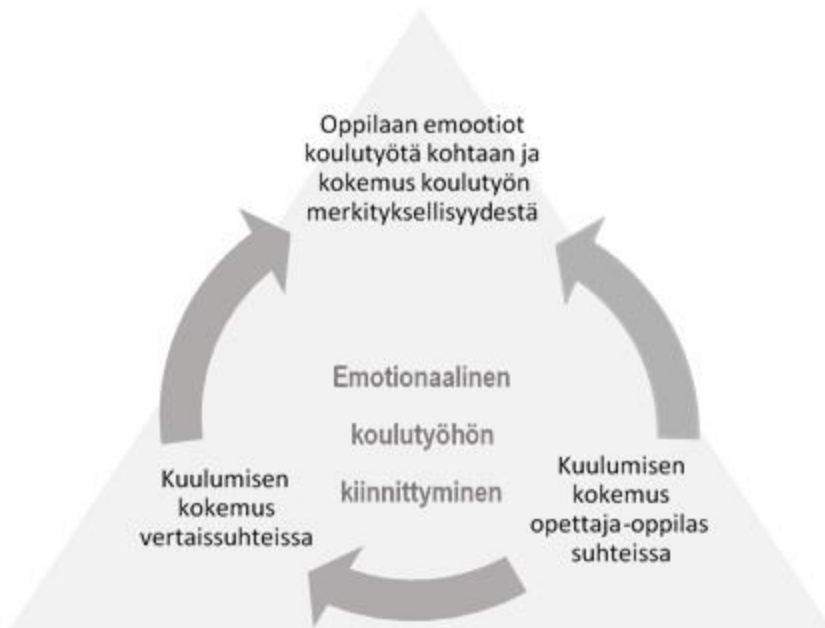 Oppilaan emootiot
koulutyötä kohtaan ja
kokemus koulutyön
merkityksellisyydestä
Emotionaalinen
koulutyöhön
kiinnittyminen
Kuulumisen
kokemus
vertaissuhteissa
Kuulumisen
kokemus
opettaja-oppilas
suhteissa